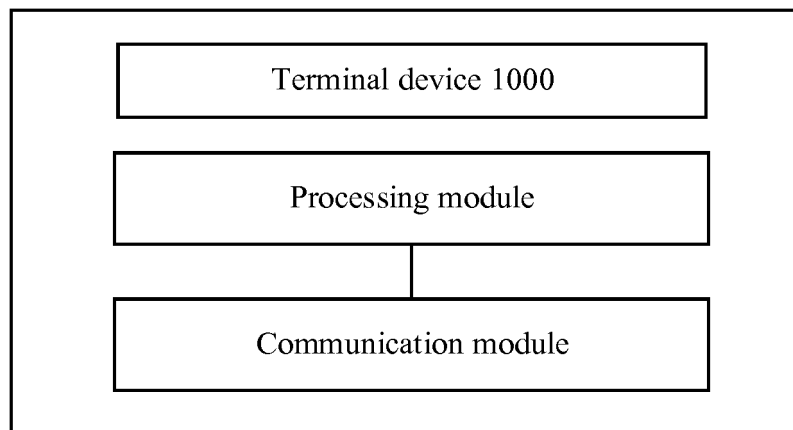 Terminal device 1000
Processing module
Communication module